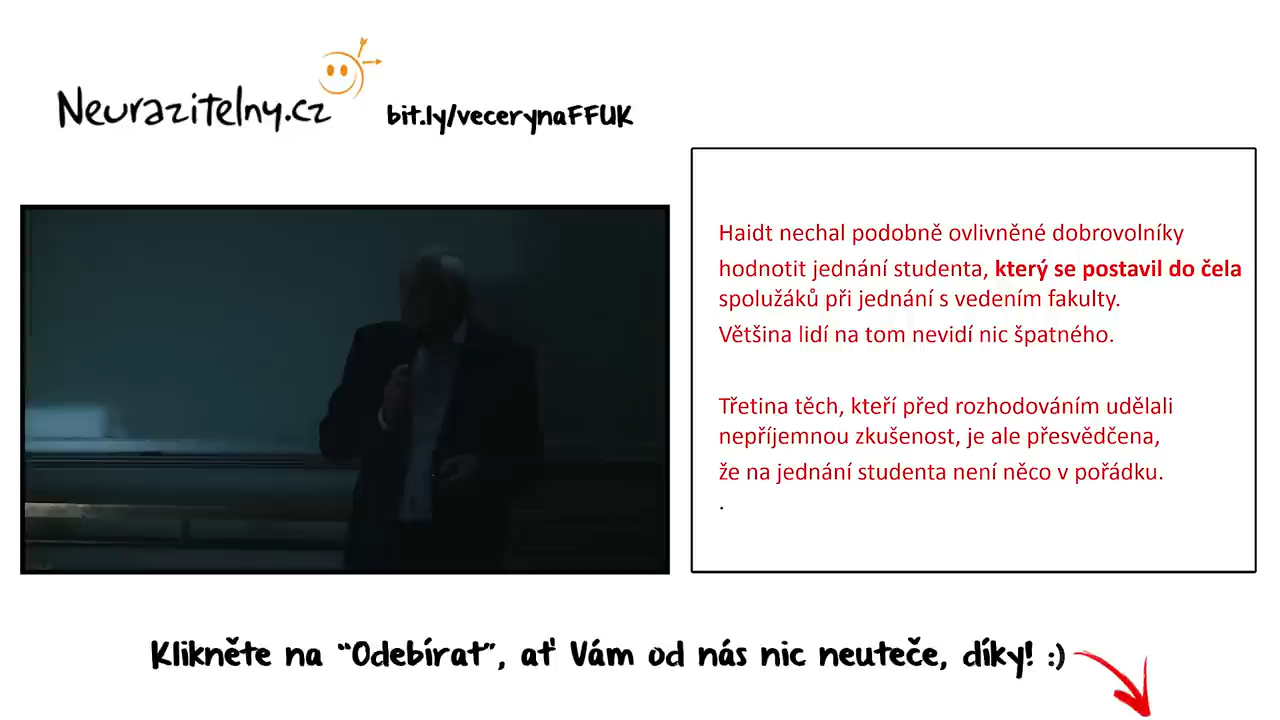 Neurazitelny.cz
bit.ly/vecerynaFFUK
Haidt nechal podobně ovlivněné dobrovolníky
hodnotit jednání studenta, který se postavil do čela
spolužáků při jednání s vedením fakulty.
Většina lidí na tom nevidí nic špatného.
Třetina těch, kteří před rozhodováním udělali
nepříjemnou zkušenost, je ale přesvědčena,
že na jednání studenta není něco v pořádku.
.
Klikněte na “Odebírat”, ať Vám od nás nic neuteče, díky! :)